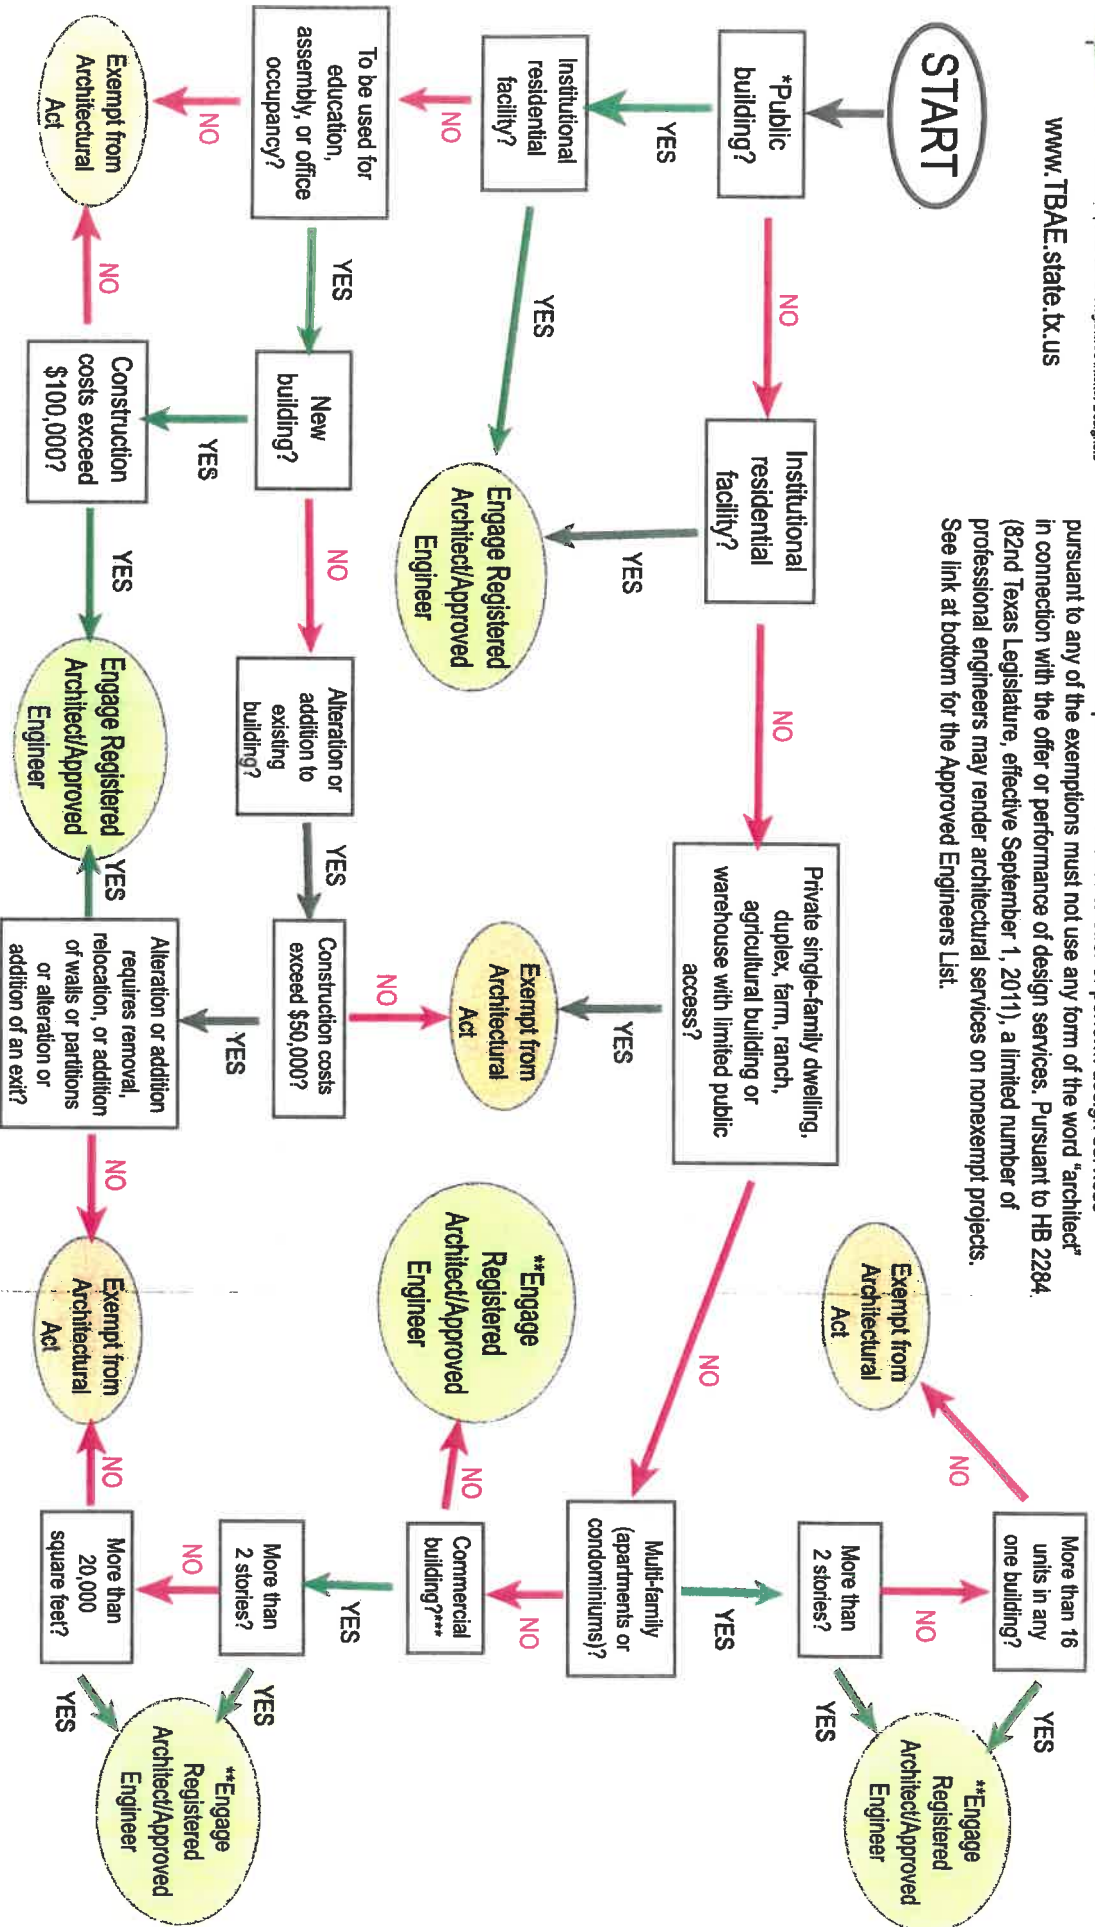 www.TBAE.state.tx.us
pursuant to any of the exemptions must not use any form of the word "architect"
in connection with the offer or performance of design services. Pursuant to HB 2284
(82nd Texas Legislature, effective September 1, 2011), a limited number of
professional engineers may render architectural services on nonexempt projects.
See link at bottom for the Approved Engineers List.
START
*Public
building?
NO
Institutional
residential
facility?
NO
Private single-family dwelling,
duplex, farm, ranch,
agricultural building or
warehouse with limited public
access?
NO
YES
Institutional
residential
facility?
YES
Engage Registered
Architect/Approved
Engineer
YES
NO
To be used for
education,
assembly, or office
occupancy?
NO
Exempt from
Architectural
Act
YES
New
building?
YES
Construction
costs exceed
$100,000?
NO
YES
Engage Registered
Architect/Approved
Engineer
NO
Alteration or
addition to
existing
building?
YES
Construction costs
exceed $50,000?
NO
Exempt from
Architectural
Act
YES
YES
Alteration or addition
requires removal,
relocation, or addition
of walls or partitions
or alteration or
addition of an exit?
YES
NO
Exempt from
Architectural
Act
Multi-family
(apartments or
condominiums)?
YES
More than
2 stories?
YES
NO
More than 16
units in any
one building?
NO
Exempt from
Architectural
Act
YES
**Engage
Registered
Architect/Approved
Engineer
NO
Commercial
building?***
NO
**Engage
Registered
Architect/Approved
Engineer
YES
More than
2 stories?
YES
NO
More than
20,000
square feet?
NO
YES
**Engage
Registered
Architect/Approved
Engineer